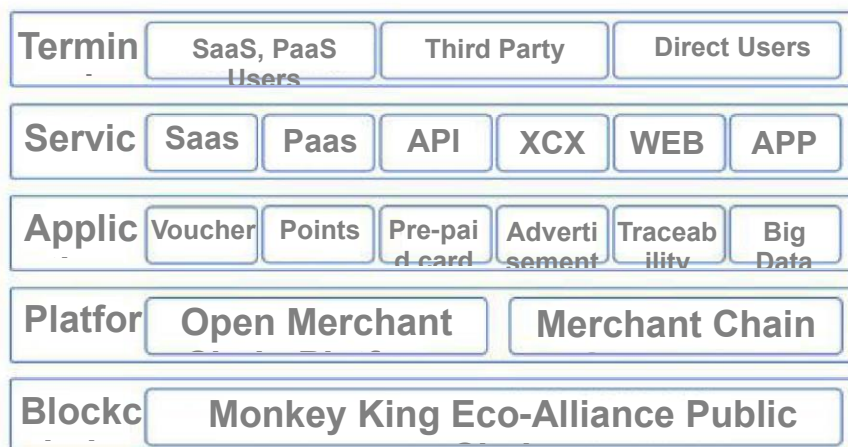 Termin SaaS, PaaS Third Party Direct Users
Users
Servic Saas Paas API XCX WEB APP
Applic Voucher Points Pre-pai Adverti Traceab Big
d card sement ility Data
Platfor Open Merchant Merchant Chain
Blockc Monkey King Eco-Alliance Public